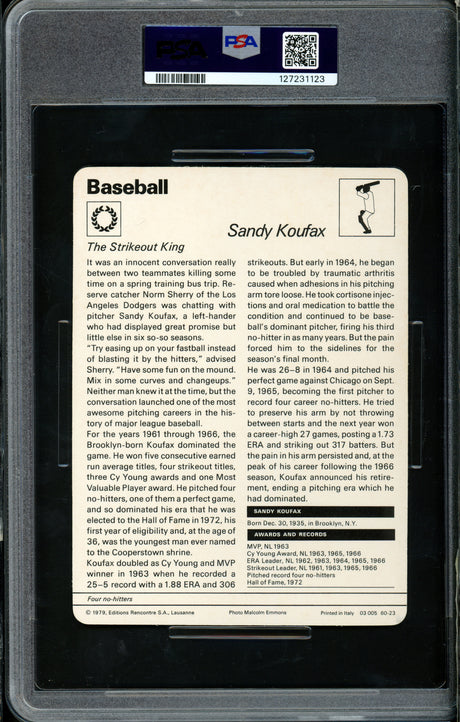 PSA
PSA
127231123
Baseball
Sandy Koufax
The Strikeout King
It was an innocent conversation really
between two teammates killing some
time on a spring training bus trip. Re-
serve catcher Norm Sherry of the Los
Angeles Dodgers was chatting with
pitcher Sandy Koufax, a left-hander
who had displayed great promise but
little else in six so-so seasons.
"Try easing up on your fastball instead
of blasting it by the hitters," advised
Sherry. "Have some fun on the mound.
Mix in some curves and changeups."
Neither man knew it at the time, but the
conversation launched one of the most
awesome pitching careers in the his-
tory of major league baseball.
For the years 1961 through 1966, the
Brooklyn-born Koufax dominated the
game. He won five consecutive earned
run average titles, four strikeout titles,
three Cy Young awards and one Most
Valuable Player award. He pitched four
no-hitters, one of them a perfect game,
and so dominated his era that he was
elected to the Hall of Fame in 1972, his
first year of eligibility and, at the age of
36, was the youngest man ever named
to the Cooperstown shrine.
Koufax doubled as Cy Young and MVP
winner in 1963 when he recorded a
25–5 record with a 1.88 ERA and 306
strikeouts. But early in 1964, he began
to be troubled by traumatic arthritis
caused when adhesions in his pitching
arm tore loose. He took cortisone injec-
tions and oral medication to battle the
condition and continued to be base-
ball's dominant pitcher, firing his third
no-hitter in as many years. But the pain
forced him to the sidelines for the
season's final month.
He was 26–8 in 1964 and pitched his
perfect game against Chicago on Sept.
9, 1965, becoming the first pitcher to
record four career no-hitters. He tried
to preserve his arm by not throwing
between starts and the next year won
a career-high 27 games, posting a 1.73
ERA and striking out 317 batters. But
the pain in his arm persisted and, at the
peak of his career following the 1966
season, Koufax announced his retire-
ment, ending a pitching era which he
had dominated.
SANDY KOUFAX
Born Dec. 30, 1935, in Brooklyn, N.Y.
AWARDS AND RECORDS
MVP, NL 1963
Cy Young Award, NL 1963, 1965, 1966
ERA Leader, NL 1962, 1963, 1964, 1965, 1966
Strikeout Leader, NL 1961, 1963, 1965, 1966
Pitched record four no-hitters
Hall of Fame, 1972
Four no-hitters
© 1979, Editions Rencontre S.A., Lausanne
Photo Malcolm Emmons
Printed in Italy 03 005 60-23